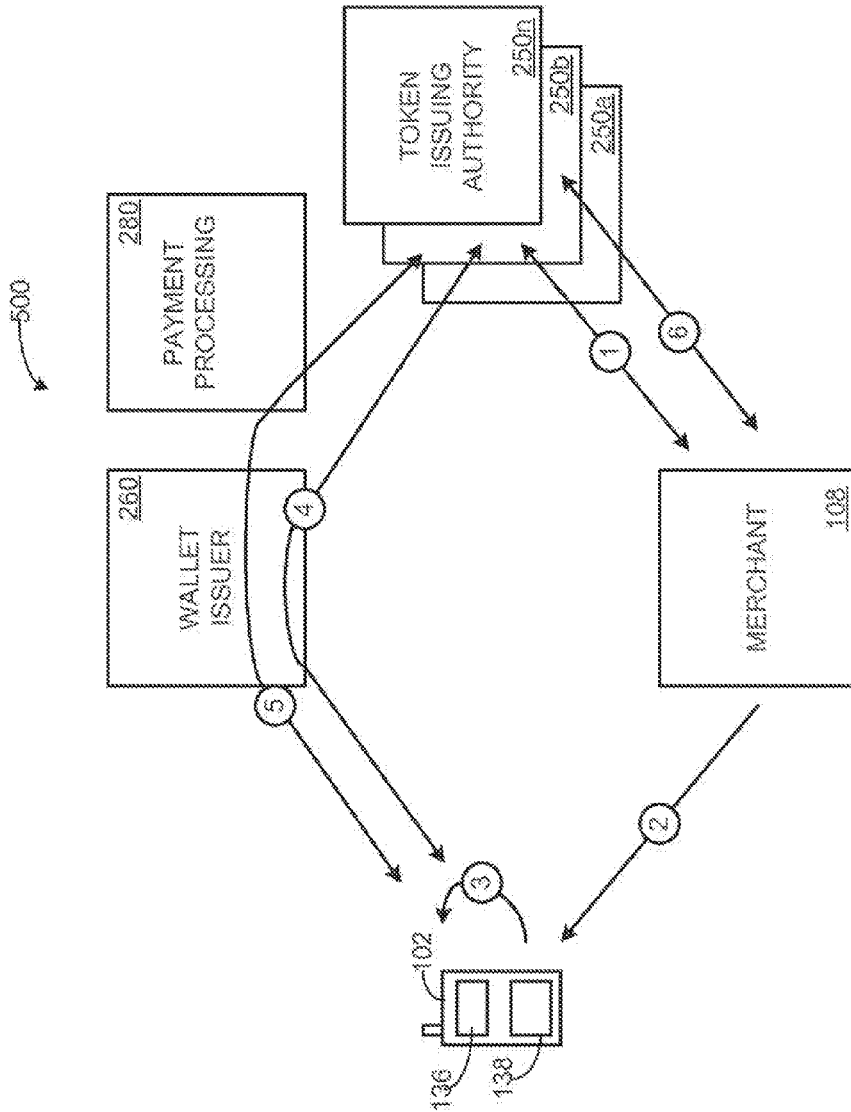 500
260
WALLET
ISSUER
280
PAYMENT
PROCESSING
TOKEN
ISSUING
AUTHORITY
250n
250b
250a
5
4
1
6
3
2
102
136
138
MERCHANT
108